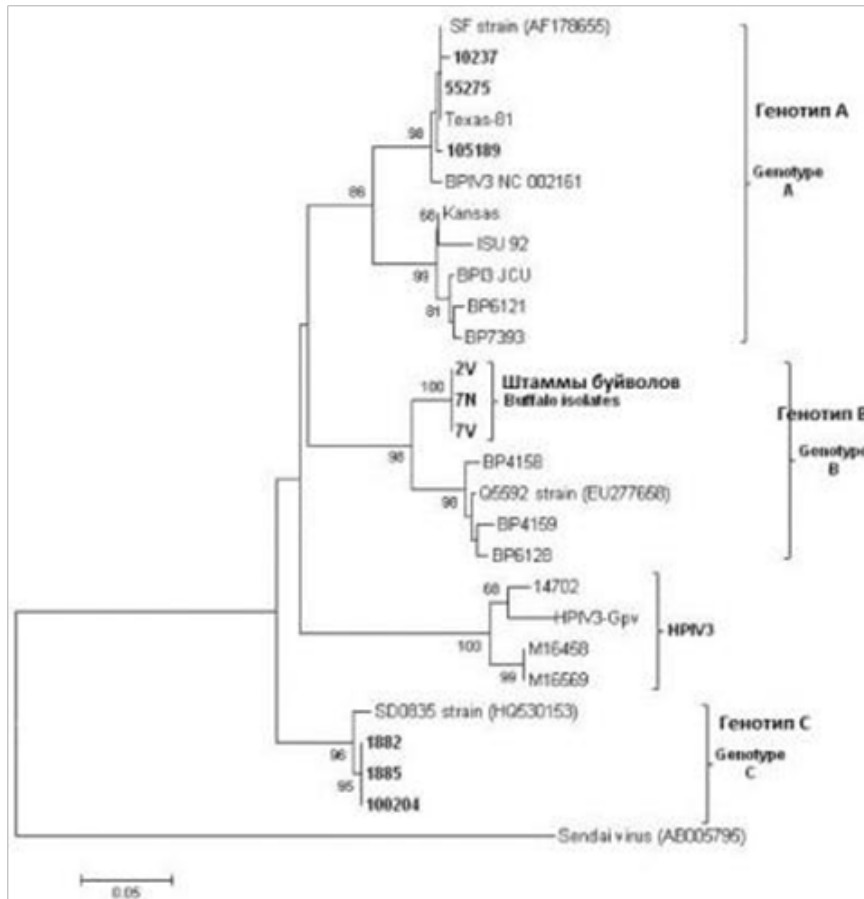 SF strain (AF178655)
10237
55275
Texas-81
105189
98
BPIV3 NC 002161
86
Kansas
68
ISU 92
99
BPI3 JCU
BP6121
81
BP7393
Генотип A
Genotype
A
2V
100
7N
7V
Штаммы буйволов
Buffalo isolates
98
BP4158
Q5592 strain (EU277658)
98
BP4159
BP6128
Генотип B
Genotype
B
68
14702
HPIV3-Gpv
100
M16458
99
M16569
HPIV3
SD0835 strain (HQ530153)
96
1882
1885
95
100204
Генотип C
Genotype
C
Sendai virus (AB005795)
0.05